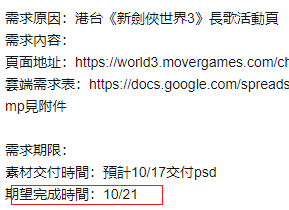 需求原因：港台《新劍俠世界3》長歌活動頁
需求内容：
頁面地址：https://world3.movergames.com/ch
雲端需求表：https://docs.google.com/spreads
mp見附件
需求期限：
素材交付時間：預計10/17交付psd
期望完成時間：10/21